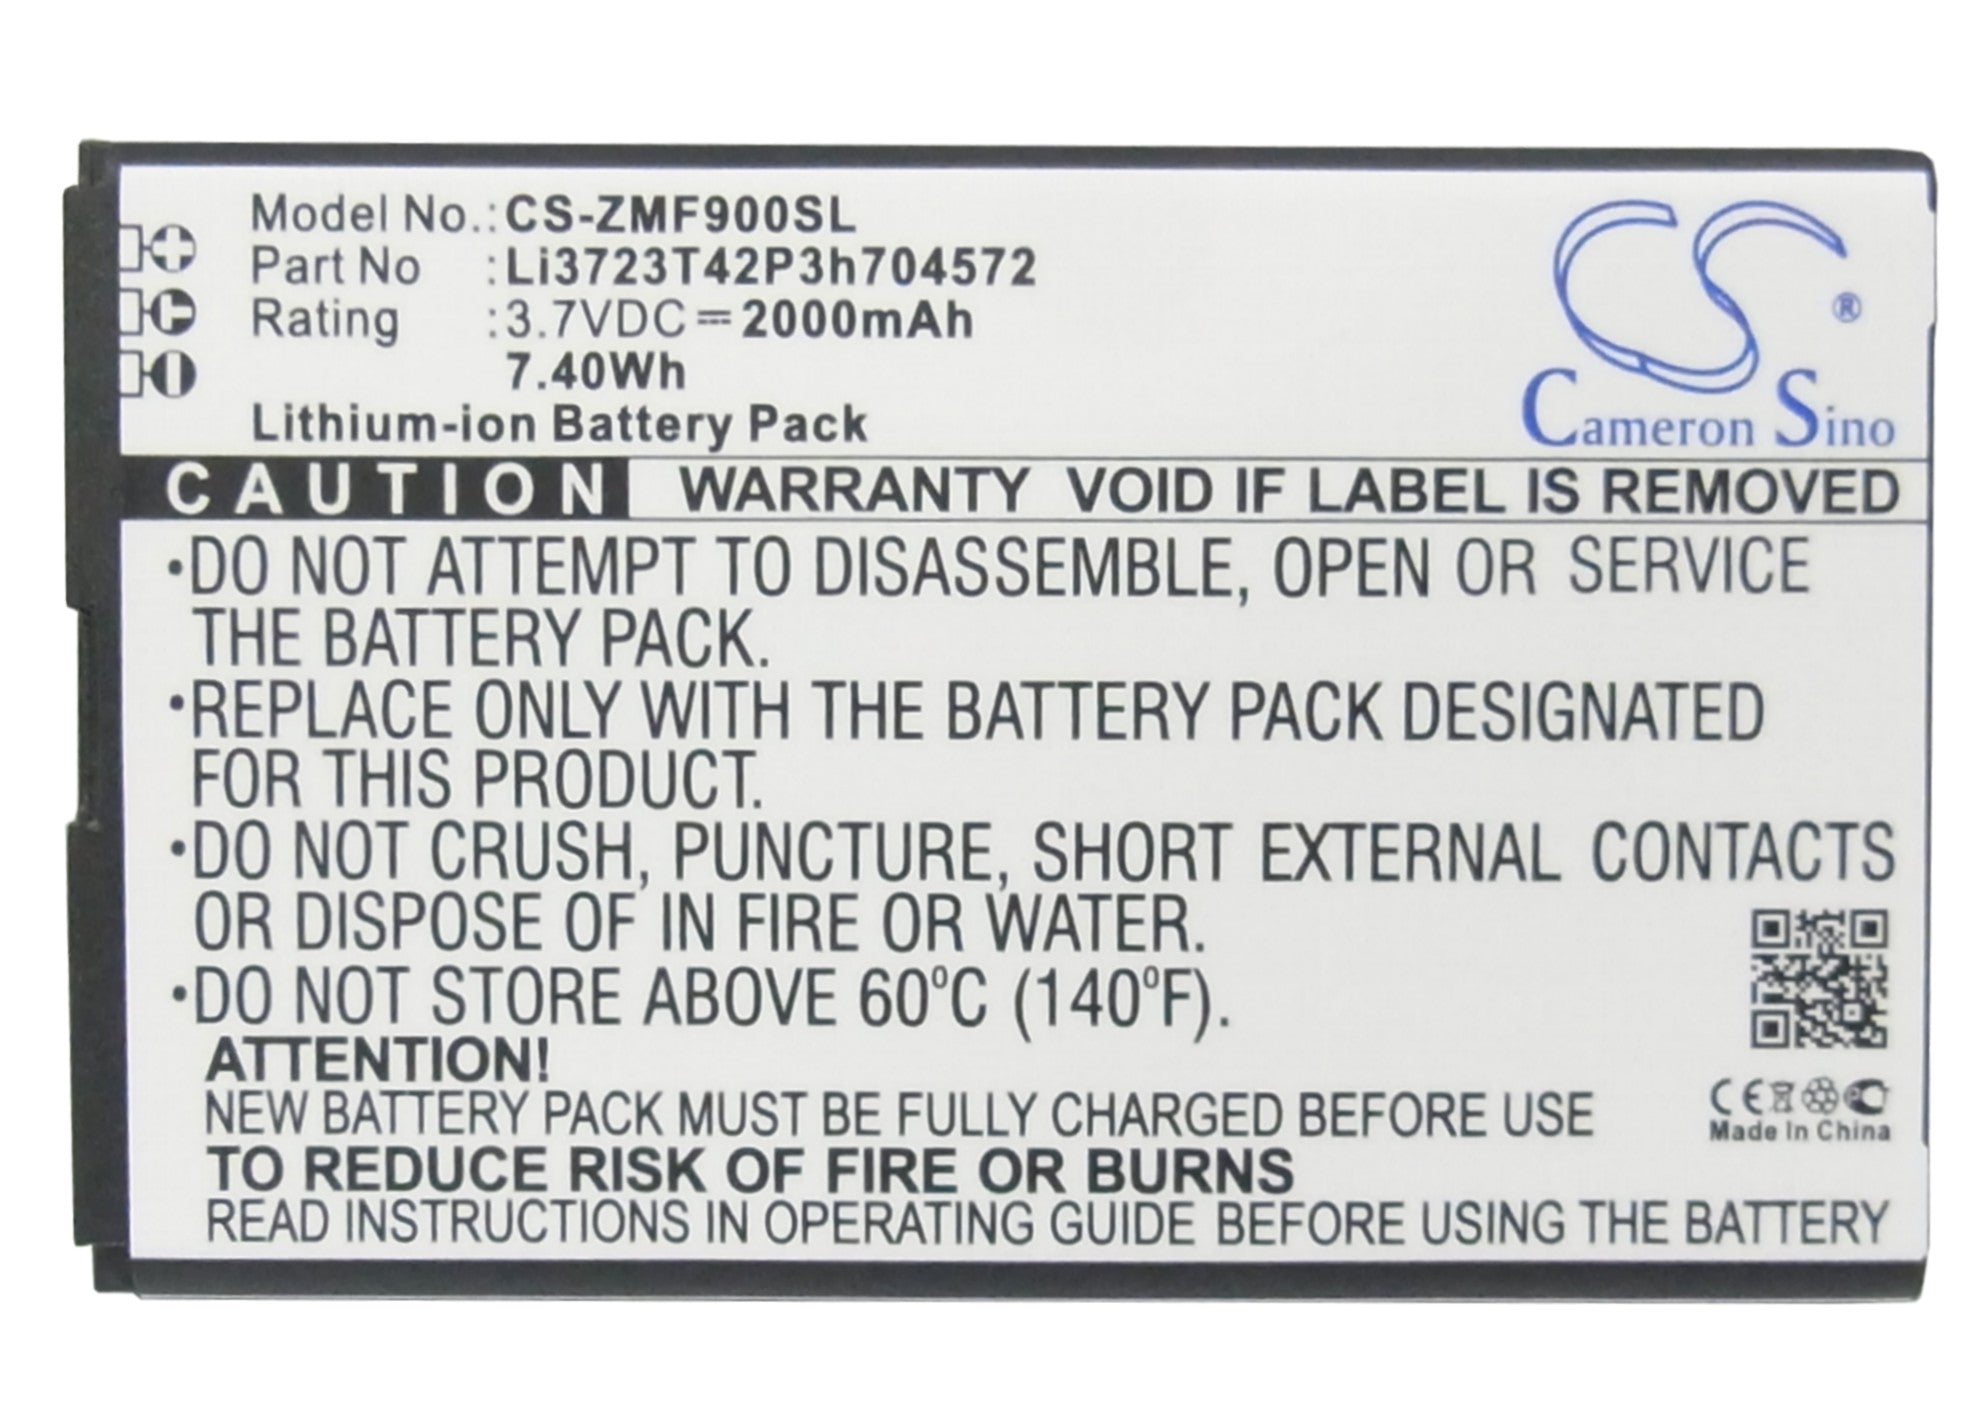 Model No.: CS-ZMF900SL
Part No : Li3723T42P3h704572
Rating : 3.7VDC 2000mAh
7.40Wh
Lithium-ion Battery Pack
CS ®
Cameron Sino
CAUTION WARRANTY VOID IF LABEL IS REMOVED
•DO NOT ATTEMPT TO DISASSEMBLE, OPEN OR SERVICE
THE BATTERY PACK.
•REPLACE ONLY WITH THE BATTERY PACK DESIGNATED
FOR THIS PRODUCT.
•DO NOT CRUSH, PUNCTURE, SHORT EXTERNAL CONTACTS
OR DISPOSE OF IN FIRE OR WATER.
•DO NOT STORE ABOVE 60°C (140°F).
ATTENTION!
NEW BATTERY PACK MUST BE FULLY CHARGED BEFORE USE
CE
Made In China
TO REDUCE RISK OF FIRE OR BURNS
READ INSTRUCTIONS IN OPERATING GUIDE BEFORE USING THE BATTERY